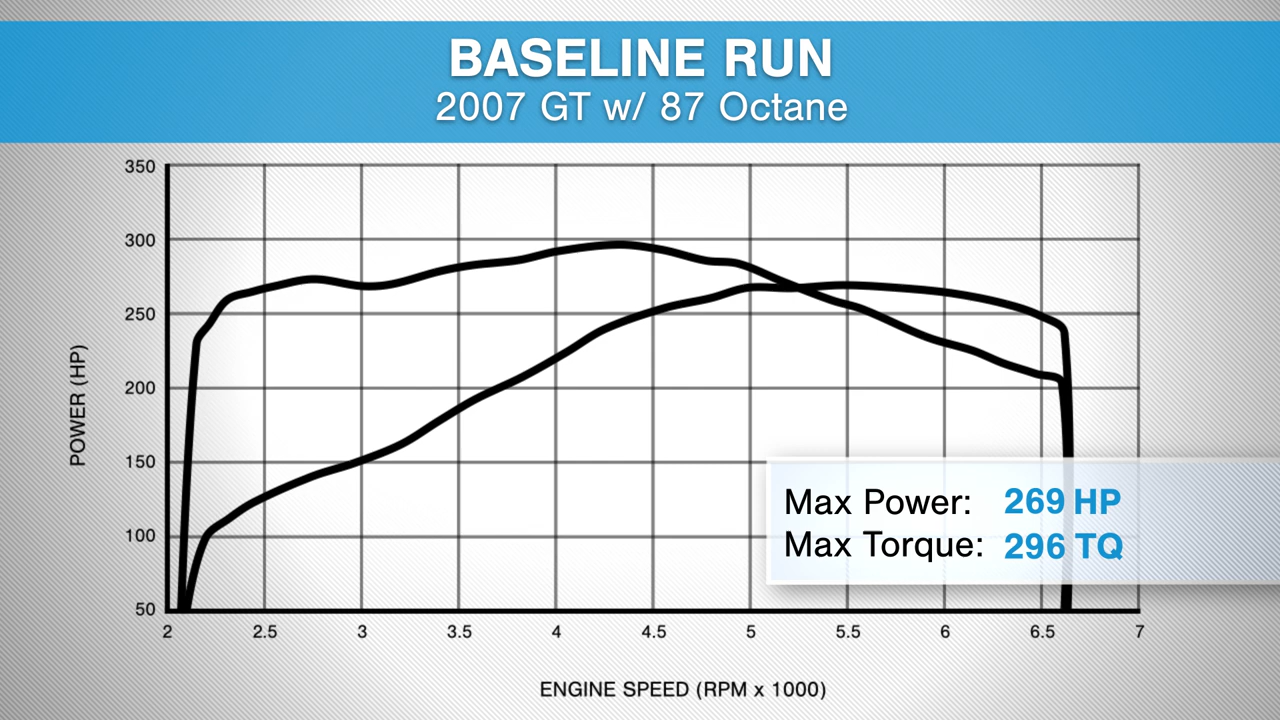 BASELINE RUN
2007 GT w/ 87 Octane
350
300
250
200
150
100
50
POWER (HP)
Max Power: 269 HP
Max Torque: 296 TQ
2 2.5 3 3.5 4 4.5 5 5.5 6 6.5 7
ENGINE SPEED (RPM x 1000)